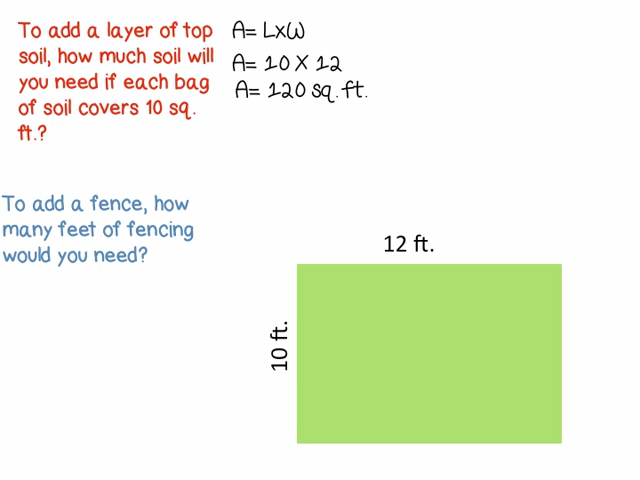 To add a layer of top
soil, how much soil will
you need if each bag
of soil covers 10 sq.
ft.?
A= LxW
A= 10 X 12
A= 120 sq. ft.
To add a fence, how
many feet of fencing
would you need?
12 ft.
10 ft.